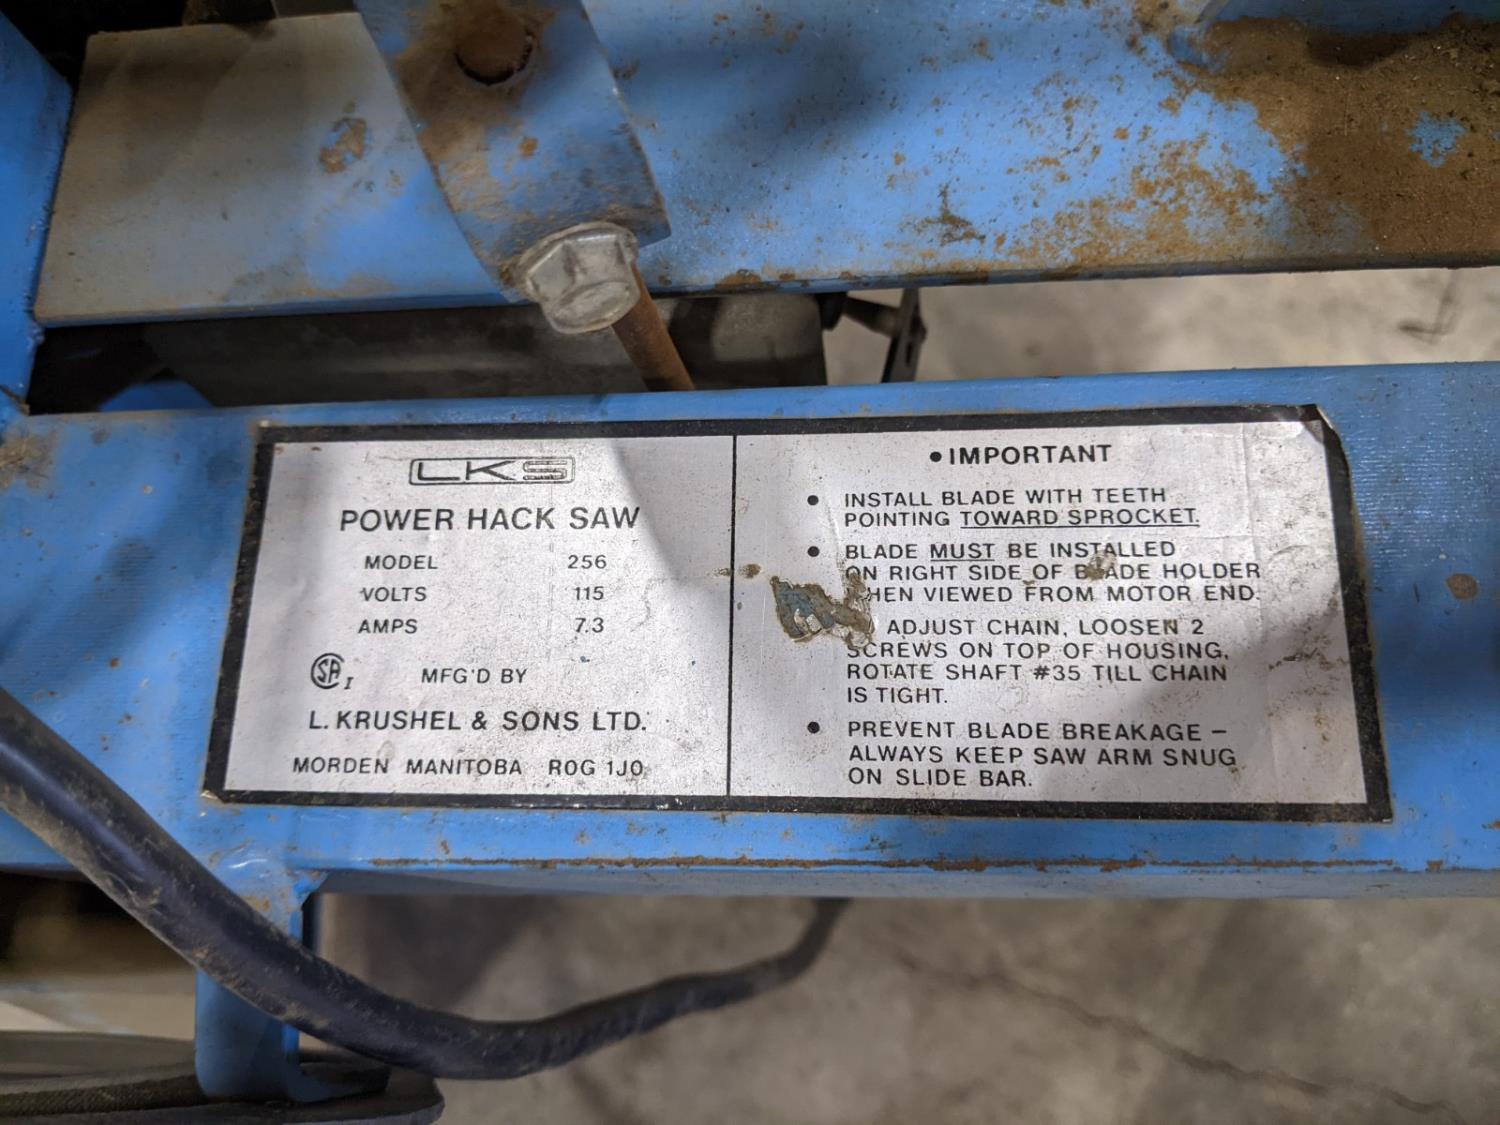 LKS
POWER HACK SAW
MODEL 256
VOLTS 115
AMPS 7.3
SA I MFG'D BY
L. KRUSHEL & SONS LTD.
MORDEN MANITOBA R0G 1J0
• IMPORTANT
• INSTALL BLADE WITH TEETH
POINTING TOWARD SPROCKET.
• BLADE MUST BE INSTALLED
ON RIGHT SIDE OF BLADE HOLDER
WHEN VIEWED FROM MOTOR END.
ADJUST CHAIN, LOOSEN 2
SCREWS ON TOP OF HOUSING,
ROTATE SHAFT #35 TILL CHAIN
IS TIGHT.
• PREVENT BLADE BREAKAGE –
ALWAYS KEEP SAW ARM SNUG
ON SLIDE BAR.